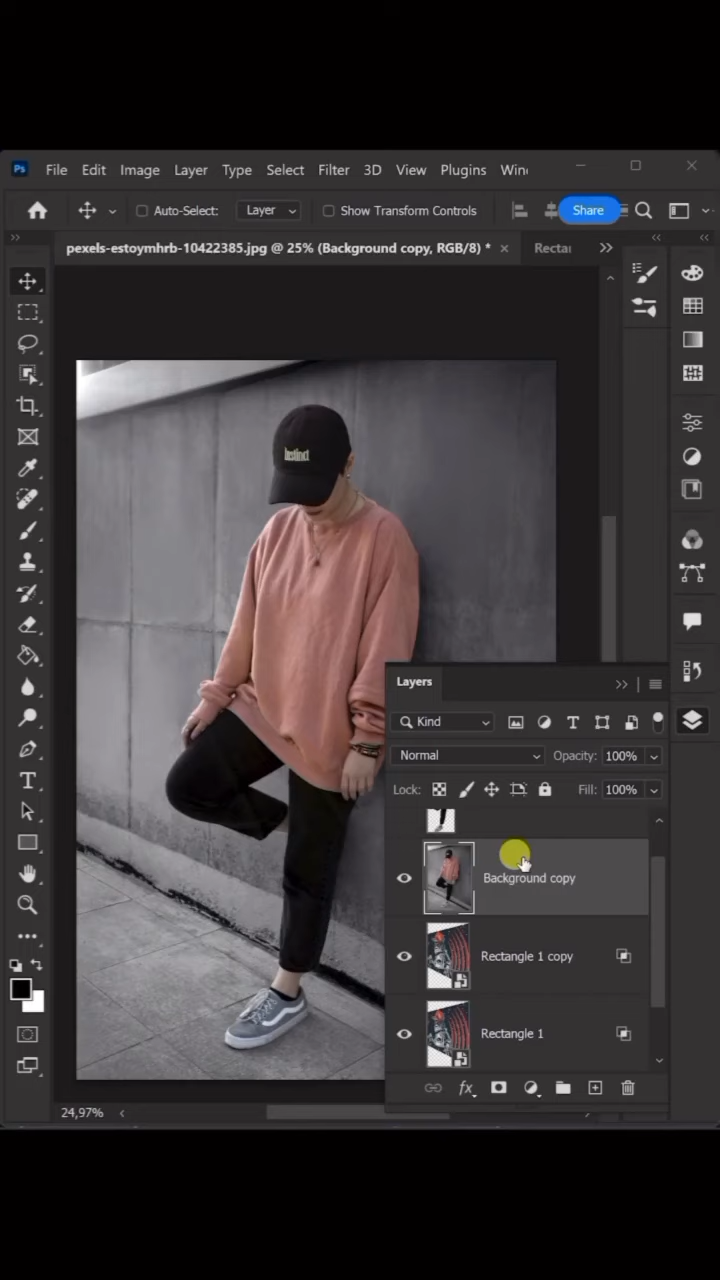 Ps File Edit Image Layer Type Select Filter 3D View Plugins
Auto-Select: Layer Show Transform Controls Share
pexels-estoymhrb-10422385.jpg @ 25% (Background copy, RGB/8) * ×
Instinct
Layers
Kind
Normal Opacity: 100%
Lock: Fill: 100%
Background copy
Rectangle 1 copy
Rectangle 1
fx
24,97%